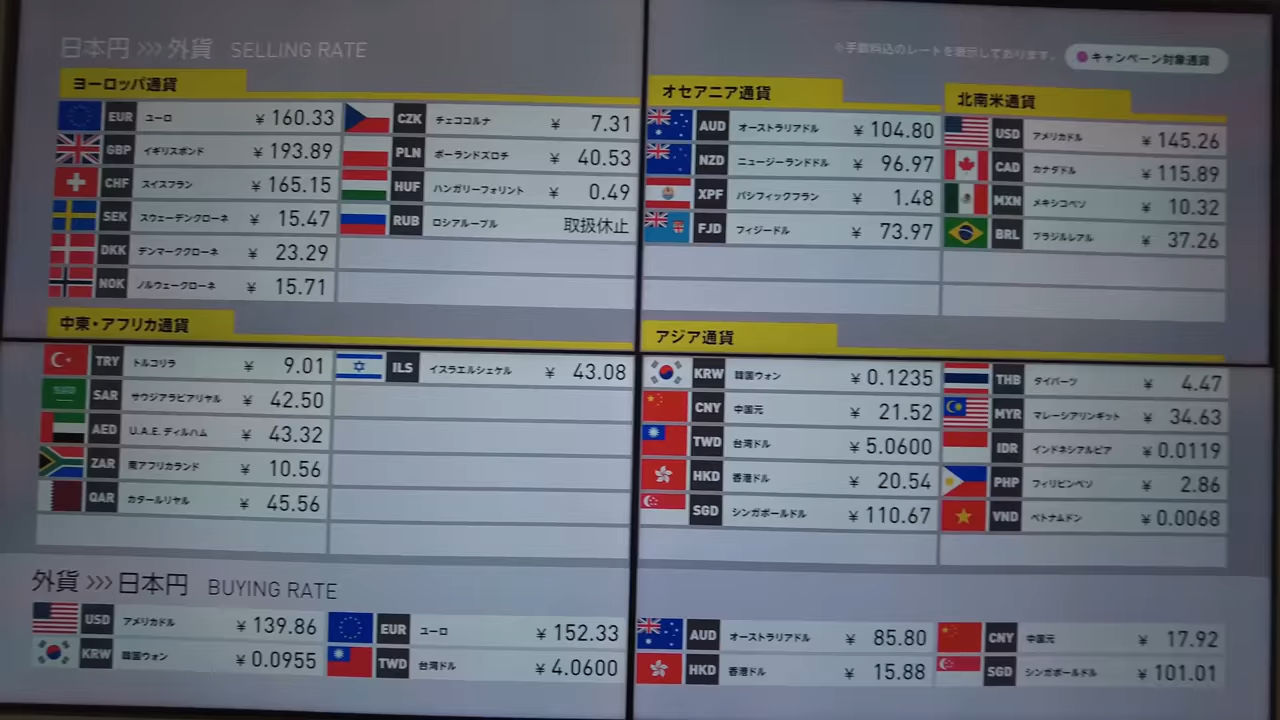 日本円 >>> 外貨 SELLING RATE
※手数料込のレートを表示しております。
キャンペーン対象通貨
ヨーロッパ通貨
EUR ユーロ ¥ 160.33
GBP イギリスポンド ¥ 193.89
CHF スイスフラン ¥ 165.15
SEK スウェーデンクローネ ¥ 15.47
DKK デンマーククローネ ¥ 23.29
NOK ノルウェークローネ ¥ 15.71
CZK チェココルナ ¥ 7.31
PLN ポーランドズロチ ¥ 40.53
HUF ハンガリーフォリント ¥ 0.49
RUB ロシアルーブル 取扱休止
オセアニア通貨
AUD オーストラリアドル ¥ 104.80
NZD ニュージーランドドル ¥ 96.97
XPF パシフィックフラン ¥ 1.48
FJD フィジードル ¥ 73.97
北南米通貨
USD アメリカドル ¥ 145.26
CAD カナダドル ¥ 115.89
MXN メキシコペソ ¥ 10.32
BRL ブラジルレアル ¥ 37.26
中東・アフリカ通貨
TRY トルコリラ ¥ 9.01
SAR サウジアラビアリヤル ¥ 42.50
AED U.A.E. ディルハム ¥ 43.32
ZAR 南アフリカランド ¥ 10.56
QAR カタールリヤル ¥ 45.56
ILS イスラエルシェケル ¥ 43.08
アジア通貨
KRW 韓国ウォン ¥ 0.1235
CNY 中国元 ¥ 21.52
TWD 台湾ドル ¥ 5.0600
HKD 香港ドル ¥ 20.54
SGD シンガポールドル ¥ 110.67
THB タイバーツ ¥ 4.47
MYR マレーシアリンギット ¥ 34.63
IDR インドネシアルピア ¥ 0.0119
PHP フィリピンペソ ¥ 2.86
VND ベトナムドン ¥ 0.0068
外貨 >>> 日本円 BUYING RATE
USD アメリカドル ¥ 139.86
KRW 韓国ウォン ¥ 0.0955
EUR ユーロ ¥ 152.33
TWD 台湾ドル ¥ 4.0600
AUD オーストラリアドル ¥ 85.80
HKD 香港ドル ¥ 15.88
CNY 中国元 ¥ 17.92
SGD シンガポールドル ¥ 101.01